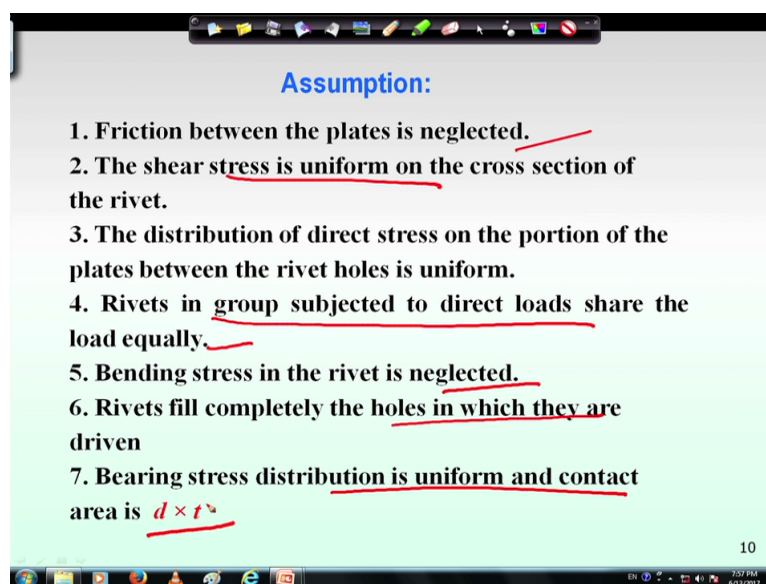 Assumption:
1. Friction between the plates is neglected.
2. The shear stress is uniform on the cross section of
the rivet.
3. The distribution of direct stress on the portion of the
plates between the rivet holes is uniform.
4. Rivets in group subjected to direct loads share the
load equally.
5. Bending stress in the rivet is neglected.
6. Rivets fill completely the holes in which they are
driven
7. Bearing stress distribution is uniform and contact
area is d × t
10
EN
7:57 PM
6/13/2017